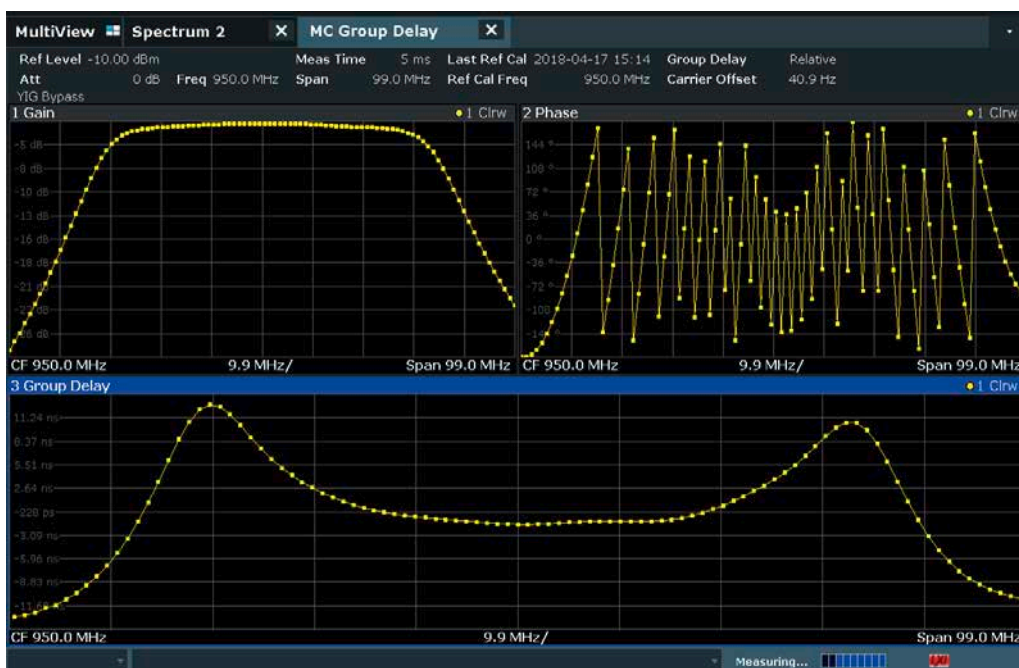 MultiView Spectrum 2 X MC Group Delay X
Ref Level -10.00 dBm Meas Time 5 ms Last Ref Cal 2018-04-17 15:14 Group Delay Relative
Att 0 dB Freq 950.0 MHz Span 99.0 MHz Ref Cal Freq 950.0 MHz Carrier Offset 40.9 Hz
YIG Bypass
1 Gain 1 Clrw
-5 dB
-8 dB
-10 dB
-13 dB
-16 dB
-18 dB
-21 dB
CF 950.0 MHz 9.9 MHz/ Span 99.0 MHz
2 Phase 1 Clrw
144 °
108 °
72 °
36 °
0 °
-36 °
-72 °
CF 950.0 MHz 9.9 MHz/ Span 99.0 MHz
3 Group Delay 1 Clrw
11.24 ns
8.37 ns
5.51 ns
2.64 ns
-220 ps
-3.09 ns
-5.96 ns
-8.83 ns
CF 950.0 MHz 9.9 MHz/ Span 99.0 MHz
Measuring...